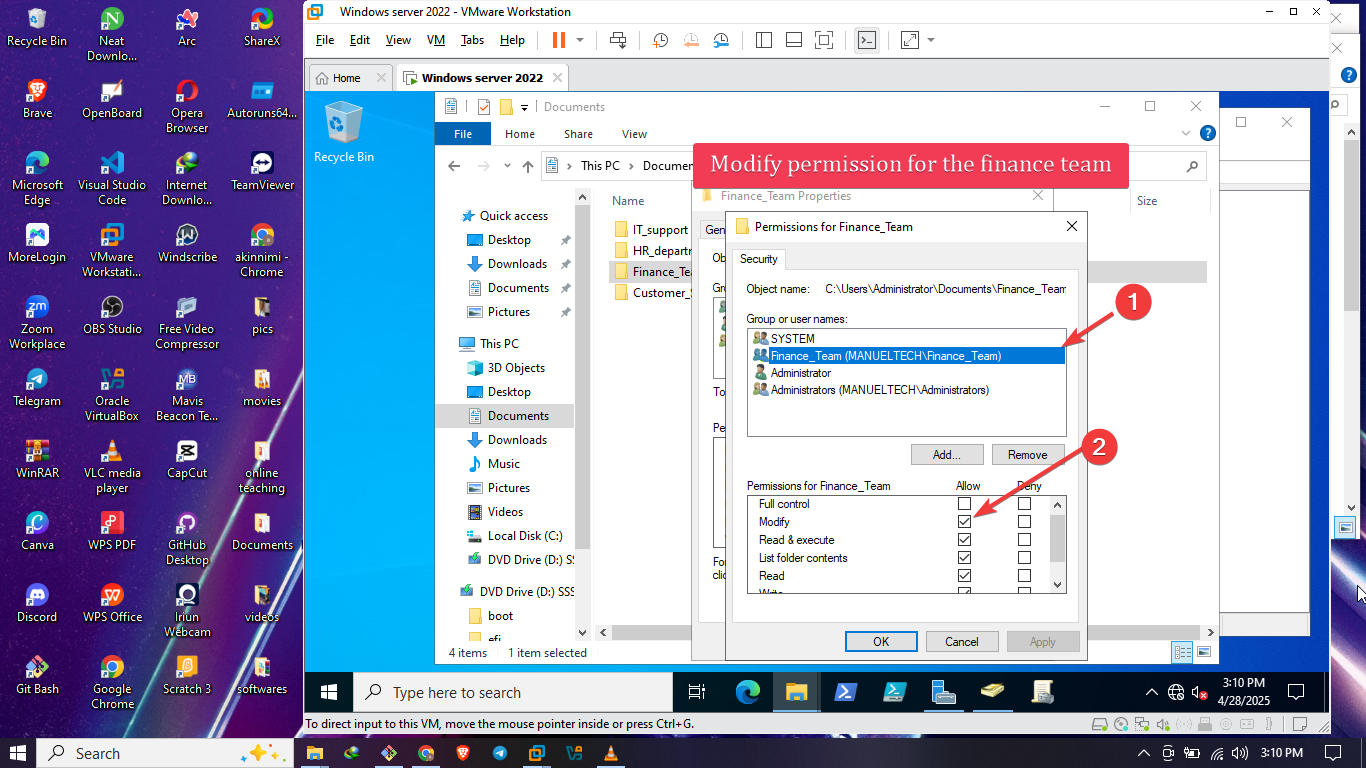 Recycle Bin
Neat Downlo...
Arc
ShareX
Brave
OpenBoard
Opera Browser
Autoruns64...
Microsoft Edge
Visual Studio Code
Internet Downlo...
TeamViewer
MoreLogin
VMware Workstati...
Windscribe
akinnimi - Chrome
Zoom Workplace
OBS Studio
Free Video Compressor
pics
Telegram
Oracle VirtualBox
Mavis Beacon Te...
movies
WinRAR
VLC media player
CapCut
online teaching
Canva
WPS PDF
GitHub Desktop
Documents
Discord
WPS Office
Iriun Webcam
videos
Git Bash
Google Chrome
Scratch 3
softwares
Windows server 2022 - VMware Workstation
File Edit View VM Tabs Help
Home
Windows server 2022
Recycle Bin
Documents
File Home Share View
This PC > Documen
Modify permission for the finance team
Quick access
Desktop
Downloads
Documents
Pictures
This PC
3D Objects
Desktop
Documents
Downloads
Music
Pictures
Videos
Local Disk (C:)
DVD Drive (D:) SSS
DVD Drive (D:) SSS
boot
efi
Name
Size
IT_support
HR_departm
Finance_Tea
Customer_S
4 items 1 item selected
Finance_Team Properties
Gen
Ob
Gro
To
Pe
For
clic
Permissions for Finance_Team
Security
Object name: C:\Users\Administrator\Documents\Finance_Team
Group or user names:
SYSTEM
Finance_Team (MANUELTECH\Finance_Team)
Administrator
Administrators (MANUELTECH\Administrators)
1
2
Add... Remove
Permissions for Finance_Team Allow Deny
Full control
Modify
Read & execute
List folder contents
Read
Write
OK Cancel Apply
Type here to search
3:10 PM
4/28/2025
To direct input to this VM, move the mouse pointer inside or press Ctrl+G.
Search
3:10 PM